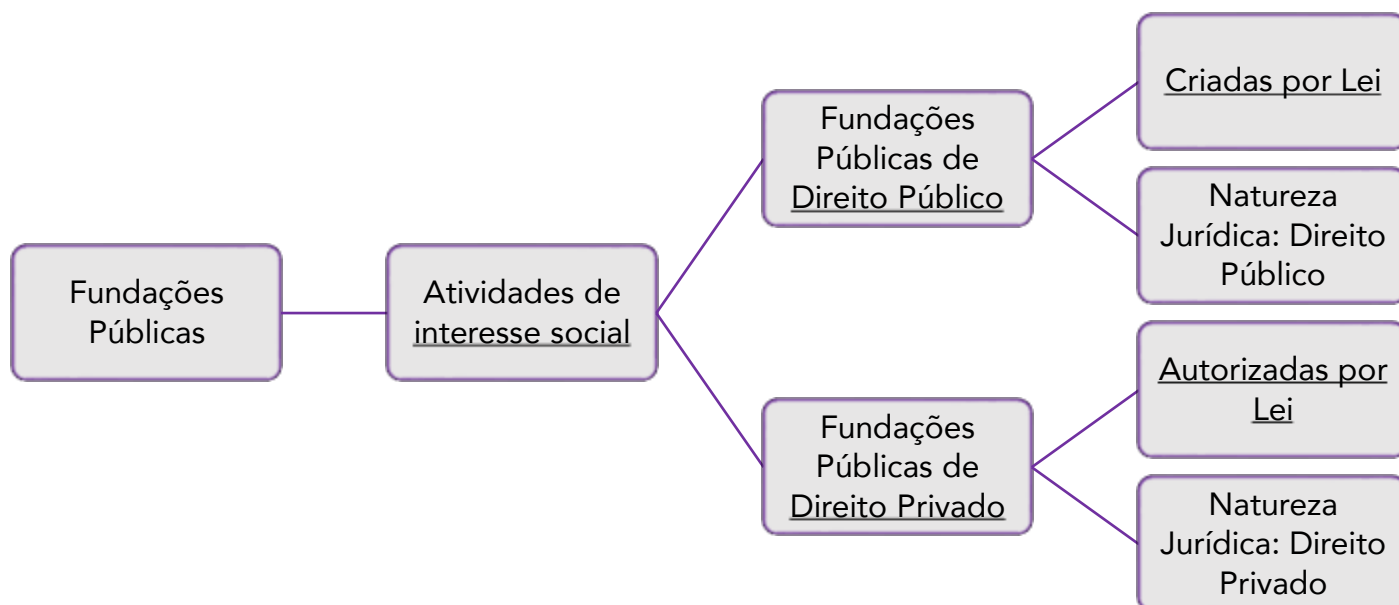 Fundações
Públicas
Atividades de
interesse social
Fundações
Públicas de
Direito Público
Criadas por Lei
Natureza
Jurídica: Direito
Público
Fundações
Públicas de
Direito Privado
Autorizadas por
Lei
Natureza
Jurídica: Direito
Privado